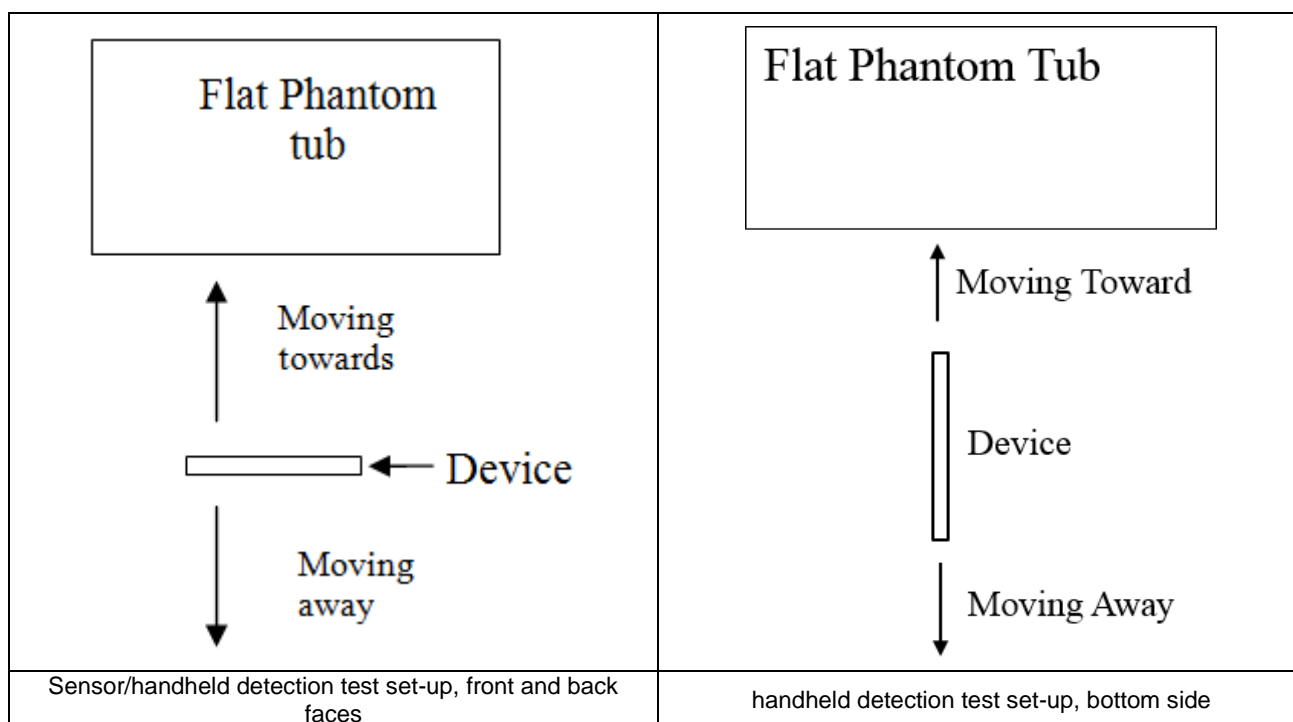 Flat Phantom
tub
Moving
towards
Device
Moving
away
Sensor/handheld detection test set-up, front and back
faces
Flat Phantom Tub
Moving Toward
Device
Moving Away
handheld detection test set-up, bottom side